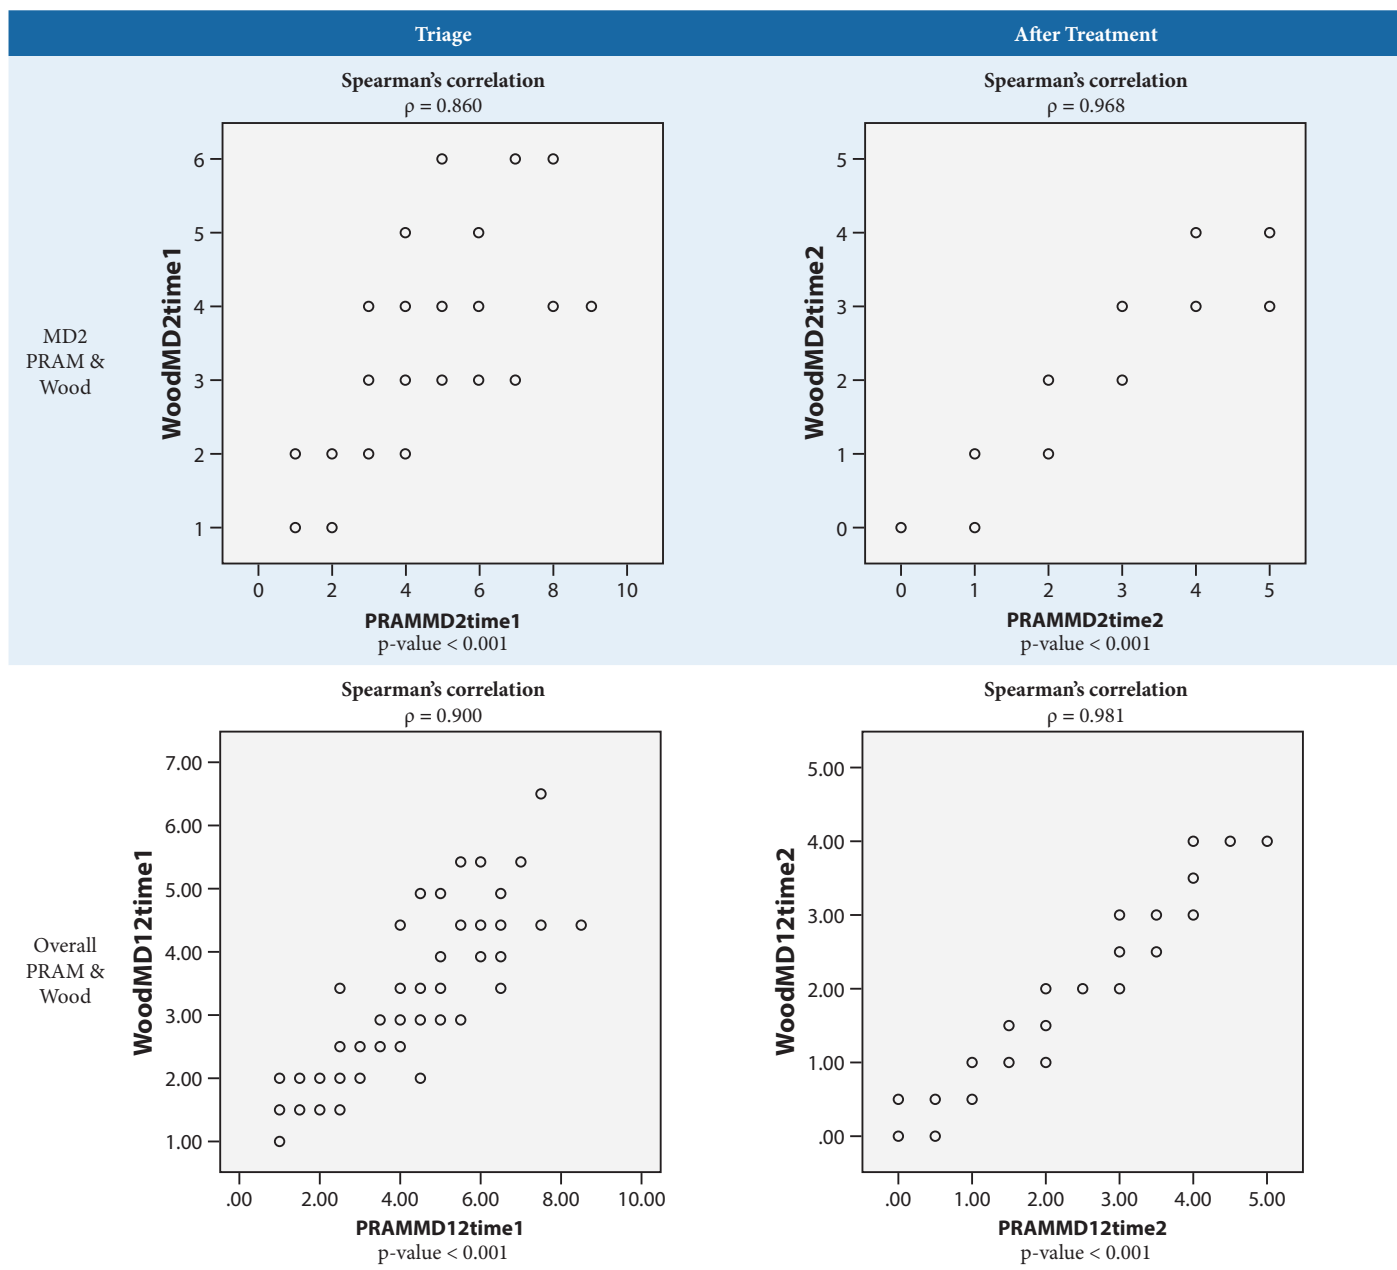 Triage
After Treatment
MD2
PRAM &
Wood
Spearman's correlation
ρ = 0.860
WoodMD2time1
6
5
4
3
2
1
0 2 4 6 8 10
PRAMMD2time1
p-value < 0.001
Spearman's correlation
ρ = 0.968
WoodMD2time2
5
4
3
2
1
0
0 1 2 3 4 5
PRAMMD2time2
p-value < 0.001
Overall
PRAM &
Wood
Spearman's correlation
ρ = 0.900
WoodMD12time1
7.00
6.00
5.00
4.00
3.00
2.00
1.00
.00 2.00 4.00 6.00 8.00 10.00
PRAMMD12time1
p-value < 0.001
Spearman's correlation
ρ = 0.981
WoodMD12time2
5.00
4.00
3.00
2.00
1.00
.00
.00 1.00 2.00 3.00 4.00 5.00
PRAMMD12time2
p-value < 0.001